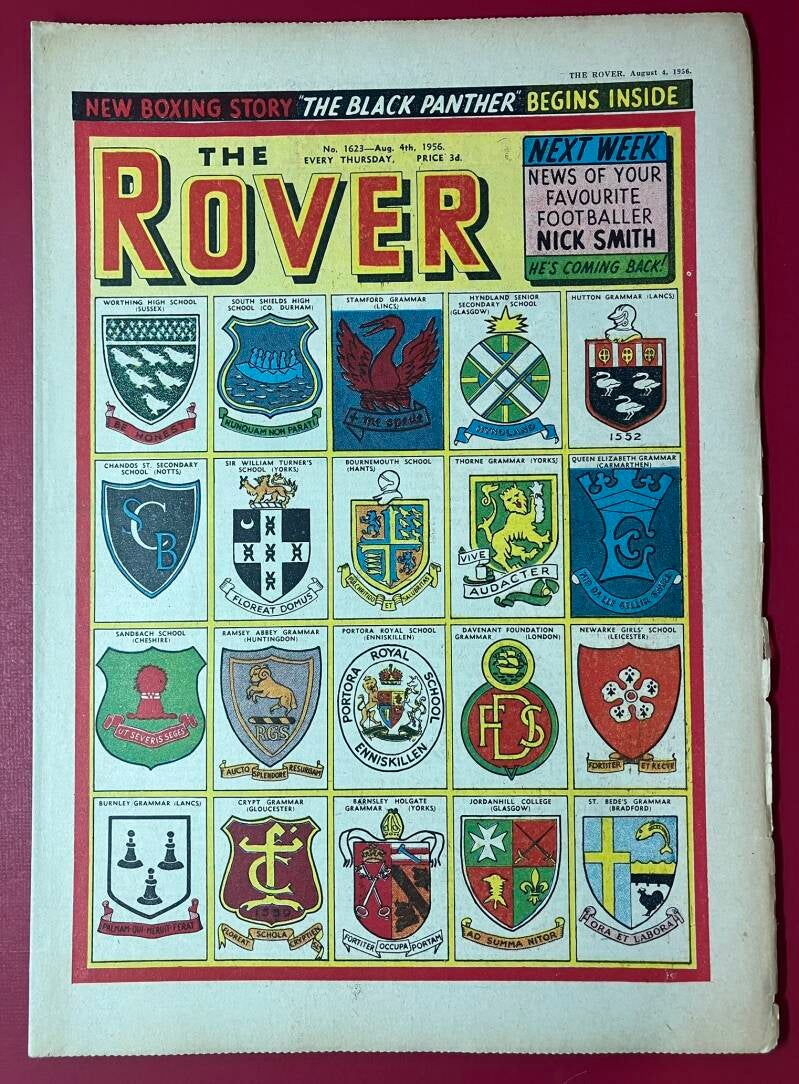 THE ROVER, August 4, 1956.
NEW BOXING STORY "THE BLACK PANTHER" BEGINS INSIDE
THE
ROVER
No. 1623—Aug. 4th, 1956.
EVERY THURSDAY, PRICE 3d.
NEXT WEEK
NEWS OF YOUR
FAVOURITE
FOOTBALLER
NICK SMITH
HE'S COMING BACK!
WORTHING HIGH SCHOOL
(SUSSEX)
BE HONEST
SOUTH SHIELDS HIGH
SCHOOL (CO. DURHAM)
NUNQUAM NON PARATI
STAMFORD GRAMMAR
(LINCS)
+ me spede
HYNDLAND SENIOR
SECONDARY SCHOOL
(GLASGOW)
HYNDLAND
HUTTON GRAMMAR (LANCS)
1552
CHANDOS ST. SECONDARY
SCHOOL (NOTTS)
SCB
SIR WILLIAM TURNER'S
SCHOOL (YORKS)
FLOREAT DOMUS
BOURNEMOUTH SCHOOL
(HANTS)
PULCHRITUDO ET SALUBRITAS
THORNE GRAMMAR (YORKS)
VIVE
AUDACTER
QUEEN ELIZABETH GRAMMAR
(CARMARTHEN)
SANDBACH SCHOOL
(CHESHIRE)
UT SEVERIS SEGES
RAMSEY ABBEY GRAMMAR
(HUNTINGDON)
RGS
AUCTO SPLENDORE RESURGAM
PORTORA ROYAL SCHOOL
(ENNISKILLEN)
PORTORA ROYAL SCHOOL
ENNISKILLEN
DAVENANT FOUNDATION
GRAMMAR (LONDON)
DFS
NEWARKE GIRLS' SCHOOL
(LEICESTER)
FORTITER ET RECTE
BURNLEY GRAMMAR (LANCS)
PALMAM·QUI·MERUIT·FERAT
CRYPT GRAMMAR
(GLOUCESTER)
1539
FLOREAT SCHOLA CRYPTIENSIS
BARNSLEY HOLGATE
GRAMMAR (YORKS)
FORTITER OCCUPA PORTAM
JORDANHILL COLLEGE
(GLASGOW)
AD SUMMA NITOR
ST. BEDE'S GRAMMAR
(BRADFORD)
ORA ET LABORA